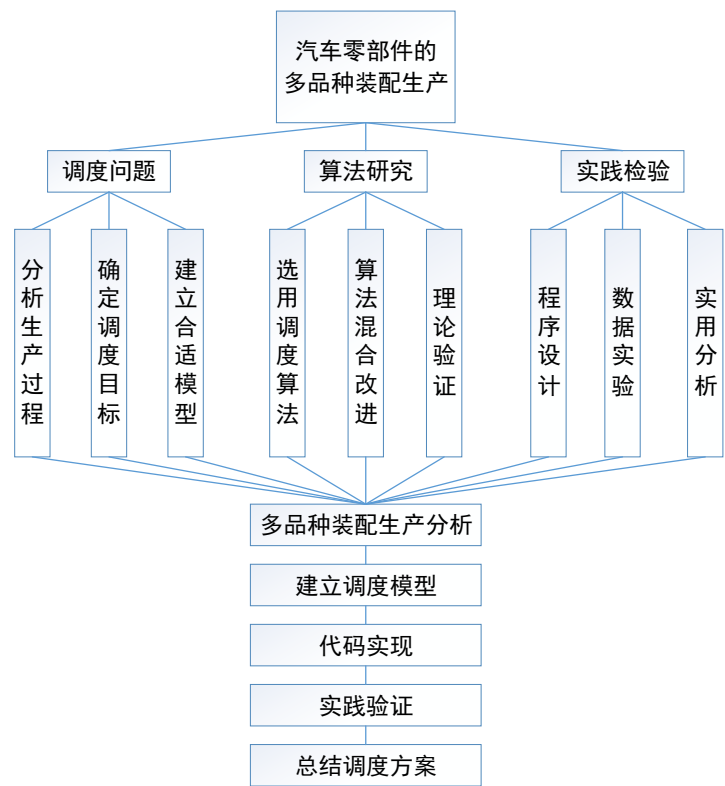 汽车零部件的
多品种装配生产
调度问题
算法研究
实践检验
分析生产过程
确定调度目标
建立合适模型
选用调度算法
算法混合改进
理论验证
程序设计
数据实验
实用分析
多品种装配生产分析
建立调度模型
代码实现
实践验证
总结调度方案